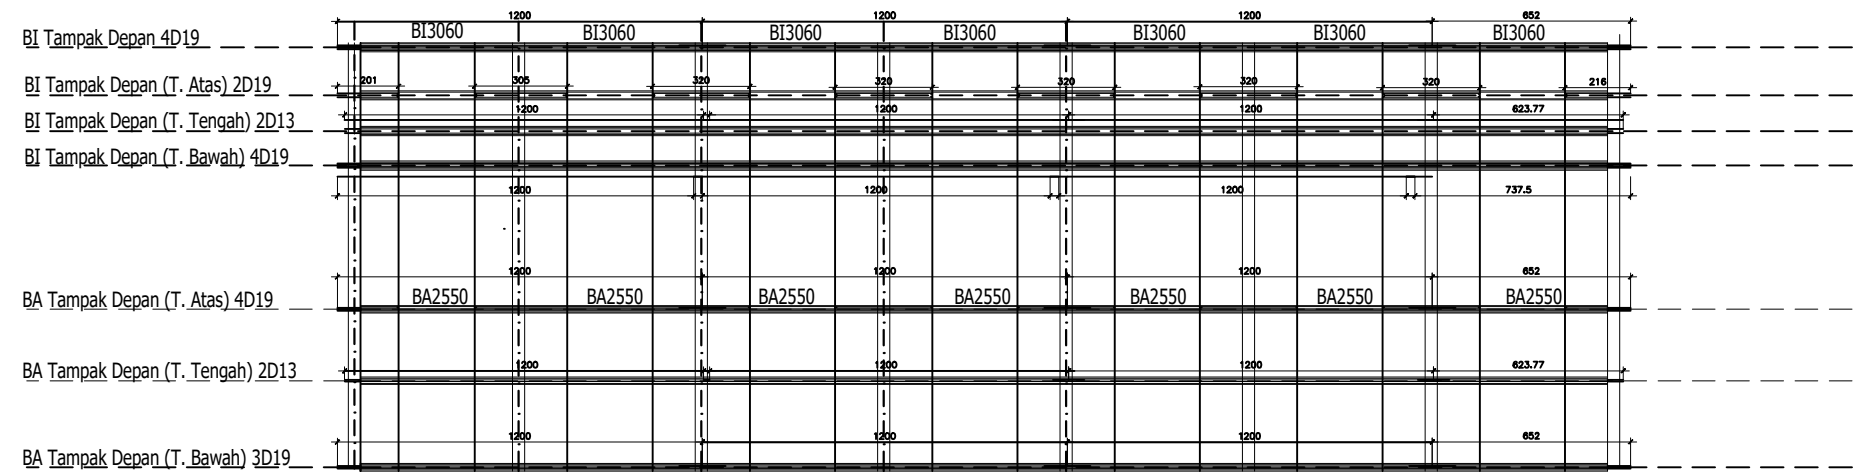 1200 1200 1200 652
BI Tampak Depan 4D19 BI3060 BI3060 BI3060 BI3060 BI3060 BI3060 BI3060
BI Tampak Depan (T. Atas) 2D19 201 305 320 320 320 320 320 216
BI Tampak Depan (T. Tengah) 2D13 1200 1200 1200 623.77
BI Tampak Depan (T. Bawah) 4D19
1200 1200 1200 737.5
1200 1200 1200 652
BA Tampak Depan (T. Atas) 4D19 BA2550 BA2550 BA2550 BA2550 BA2550 BA2550 BA2550
BA Tampak Depan (T. Tengah) 2D13 1200 1200 1200 623.77
1200 1200 1200 652
BA Tampak Depan (T. Bawah) 3D19